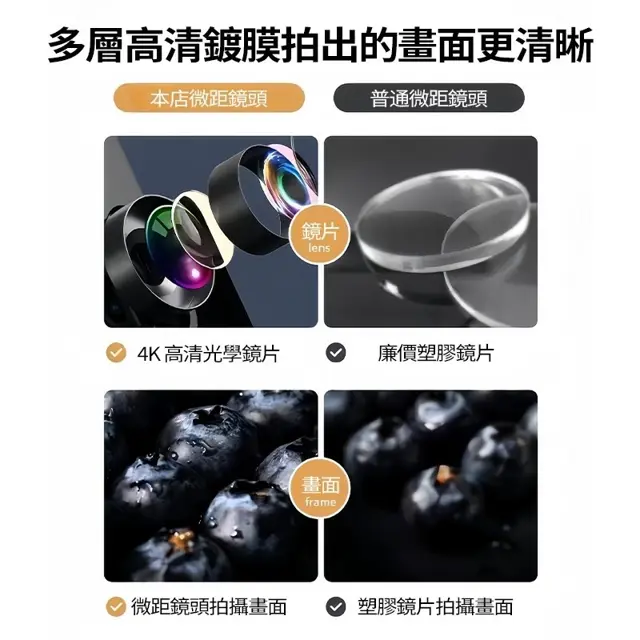 多層高清鍍膜拍出的畫面更清晰
本店微距鏡頭
普通微距鏡頭
鏡片
lens
4K 高清光學鏡片
廉價塑膠鏡片
畫面
frame
微距鏡頭拍攝畫面
塑膠鏡片拍攝畫面